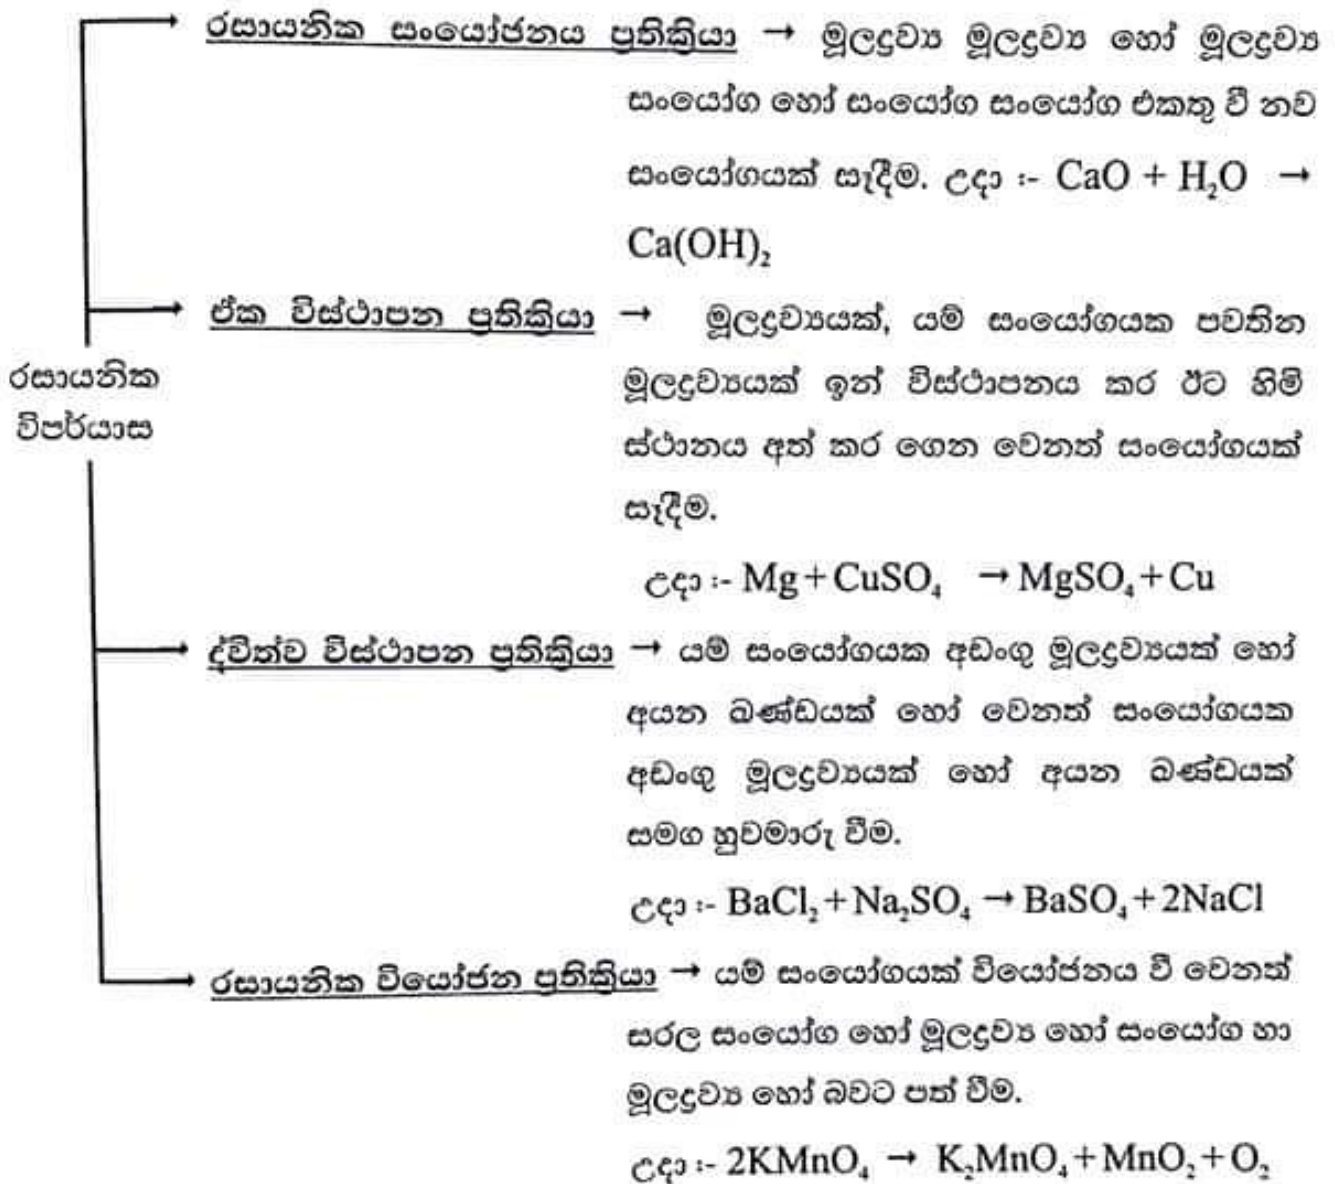 රසායනික සංයෝජනය ප්‍රතික්‍රියා → මූලද්‍රව්‍ය මූලද්‍රව්‍ය හෝ මූලද්‍රව්‍ය
සංයෝග හෝ සංයෝග සංයෝග එකතු වී නව
සංයෝගයක් සෑදීම. උදා :- CaO + H₂O →
Ca(OH)₂
ඒක විස්ථාපන ප්‍රතික්‍රියා → මූලද්‍රව්‍යයක්, යම් සංයෝගයක පවතින
මූලද්‍රව්‍යයක් ඉන් විස්ථාපනය කර ඊට හිමි
ස්ථානය අත් කර ගෙන වෙනත් සංයෝගයක්
සෑදීම.
උදා :- Mg + CuSO₄ → MgSO₄ + Cu
රසායනික
විපර්යාස
ද්විත්ව විස්ථාපන ප්‍රතික්‍රියා → යම් සංයෝගයක අඩංගු මූලද්‍රව්‍යයක් හෝ
අයන ඛණ්ඩයක් හෝ වෙනත් සංයෝගයක
අඩංගු මූලද්‍රව්‍යයක් හෝ අයන ඛණ්ඩයක්
සමග හුවමාරු වීම.
උදා :- BaCl₂ + Na₂SO₄ → BaSO₄ + 2NaCl
රසායනික වියෝජන ප්‍රතික්‍රියා → යම් සංයෝගයක් වියෝජනය වී වෙනත්
සරල සංයෝග හෝ මූලද්‍රව්‍ය හෝ සංයෝග හා
මූලද්‍රව්‍ය හෝ බවට පත් වීම.
උදා :- 2KMnO₄ → K₂MnO₄ + MnO₂ + O₂